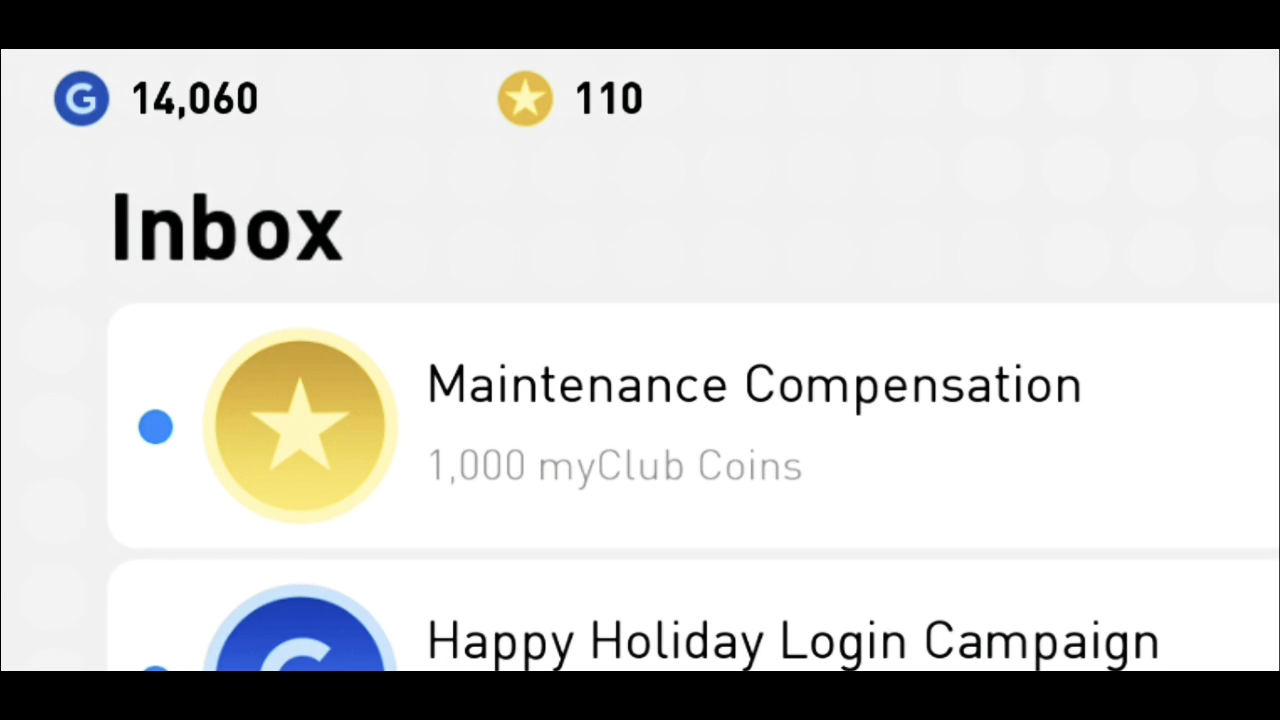 G 14,060 110
Inbox
Maintenance Compensation
1,000 myClub Coins
Happy Holiday Login Campaign